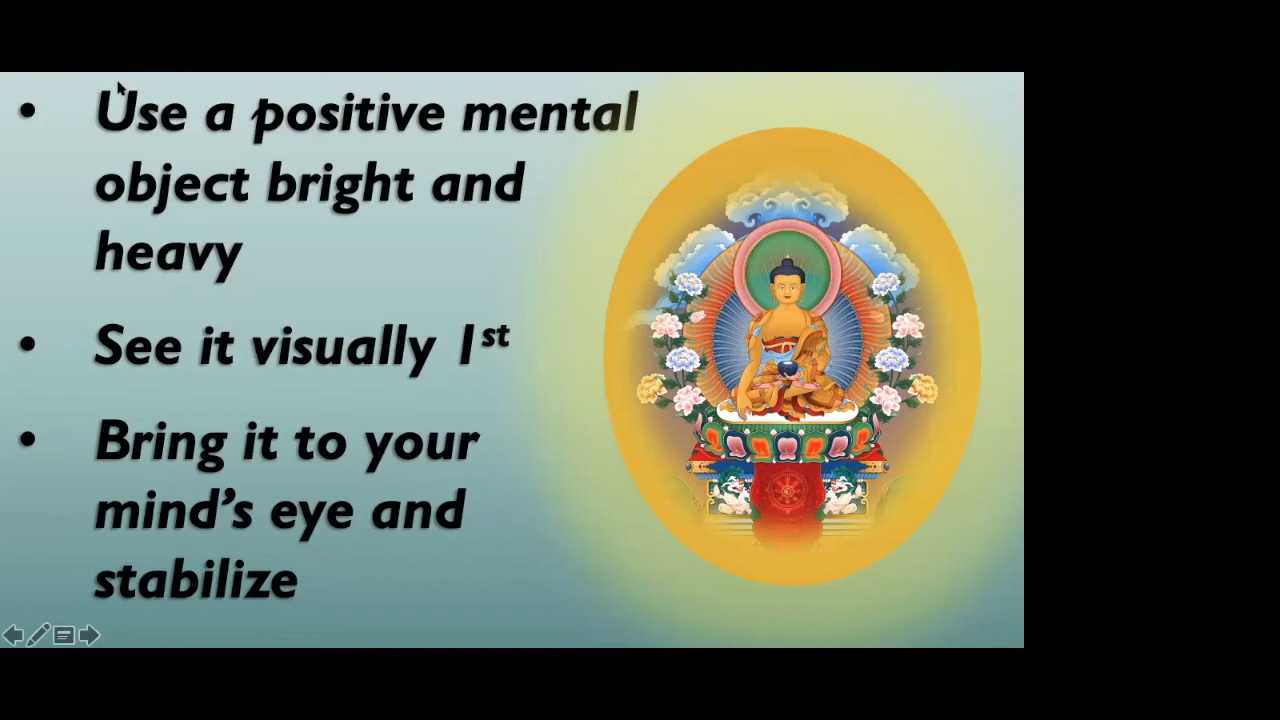 • Use a positive mental
object bright and
heavy
• See it visually 1st
• Bring it to your
mind’s eye and
stabilize